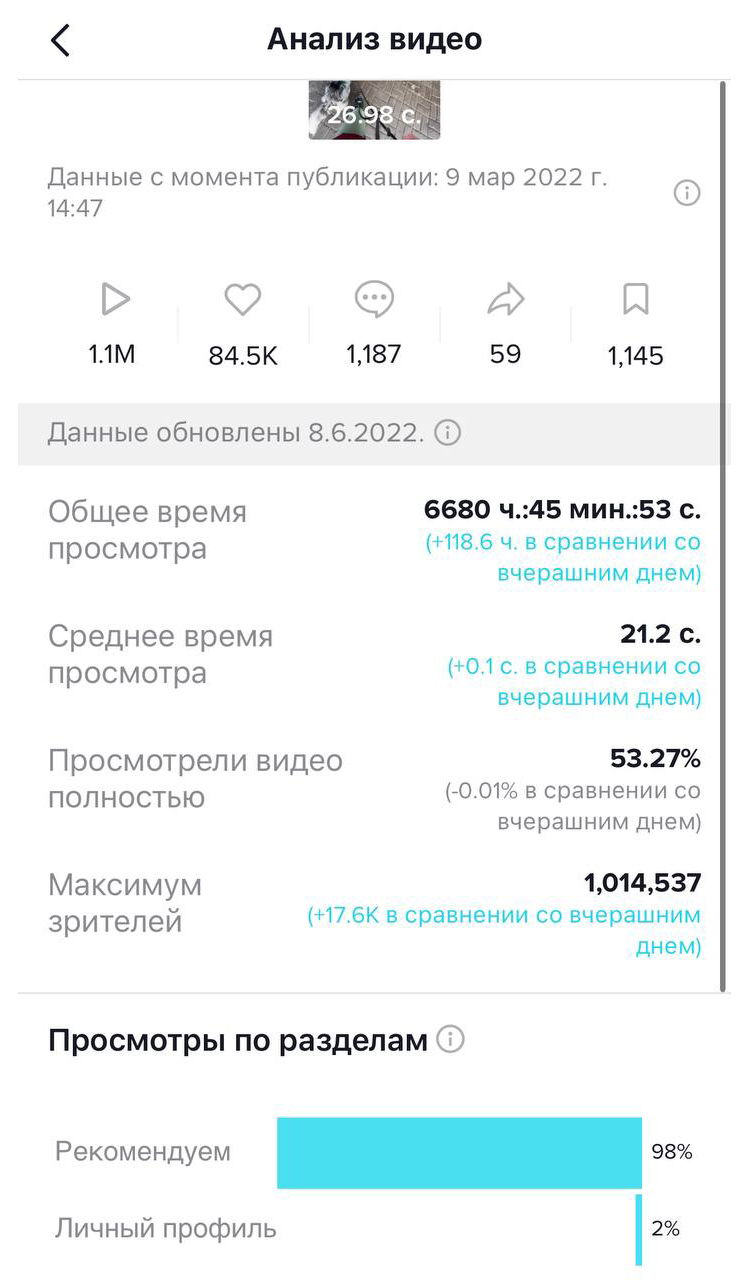 Анализ видео
26.98 с.
Данные с момента публикации: 9 мар 2022 г.
14:47
1.1M
84.5K
1,187
59
1,145
Данные обновлены 8.6.2022.
Общее время
просмотра
6680 ч.:45 мин.:53 с.
(+118.6 ч. в сравнении со
вчерашним днем)
Среднее время
просмотра
21.2 с.
(+0.1 с. в сравнении со
вчерашним днем)
Просмотрели видео
полностью
53.27%
(-0.01% в сравнении со
вчерашним днем)
Максимум
зрителей
1,014,537
(+17.6K в сравнении со вчерашним
днем)
Просмотры по разделам
Рекомендуем
98%
Личный профиль
2%